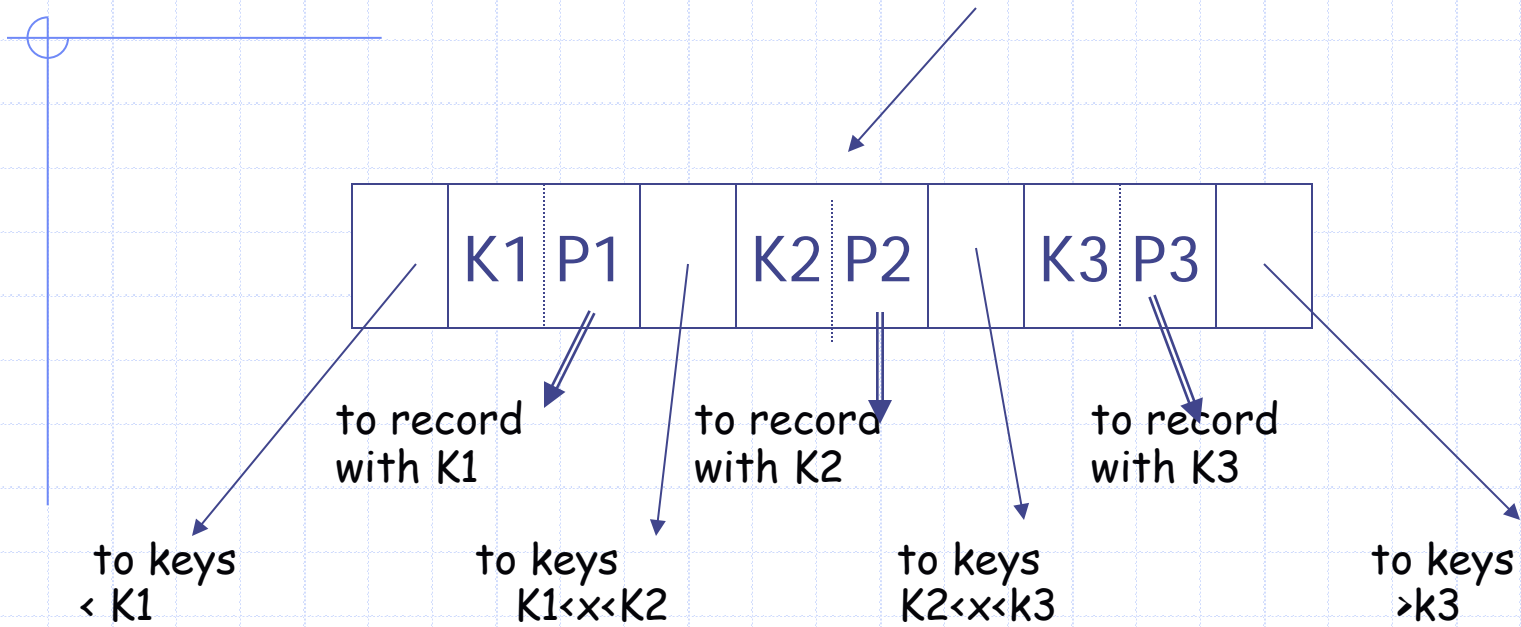 K1 P1 K2 P2 K3 P3
to record
with K1
to record
with K2
to record
with K3
to keys
< K1
to keys
K1<x<K2
to keys
K2<x<k3
to keys
>k3